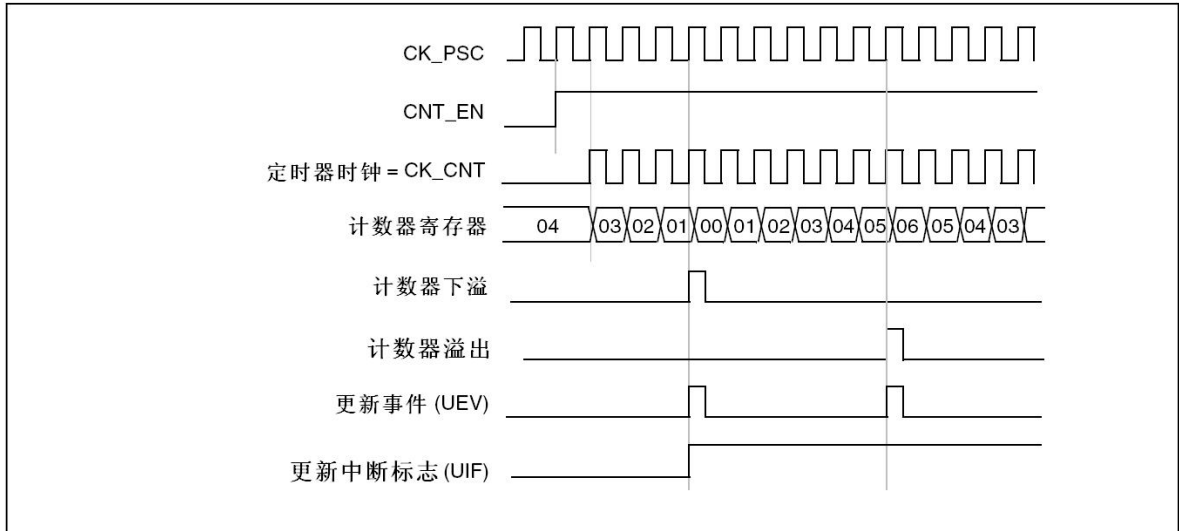 CK_PSC
CNT_EN
定时器时钟 = CK_CNT
计数器寄存器 04 03 02 01 00 01 02 03 04 05 06 05 04 03
计数器下溢
计数器溢出
更新事件 (UEV)
更新中断标志 (UIF)